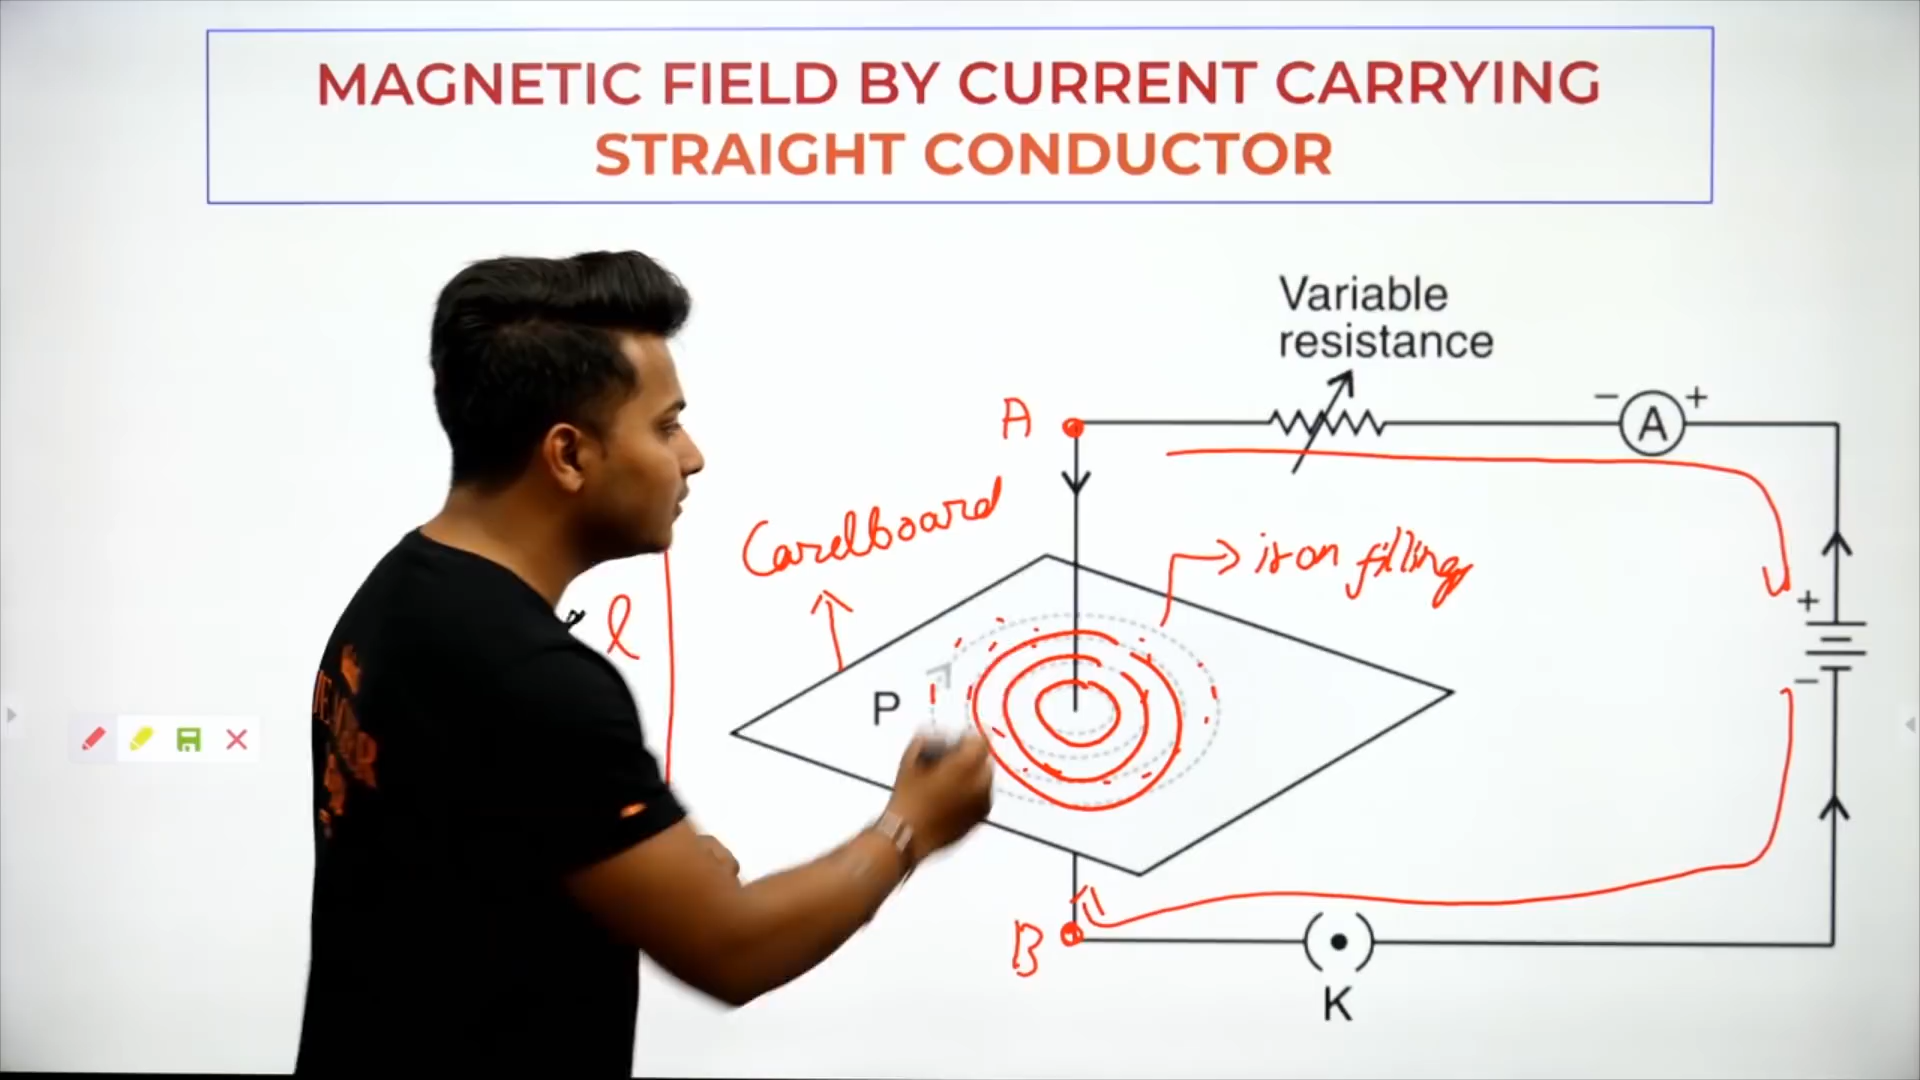 MAGNETIC FIELD BY CURRENT CARRYING
STRAIGHT CONDUCTOR
Variable
resistance
A
− A +
Cardboard
iron filling
l
P
+
−
B
K